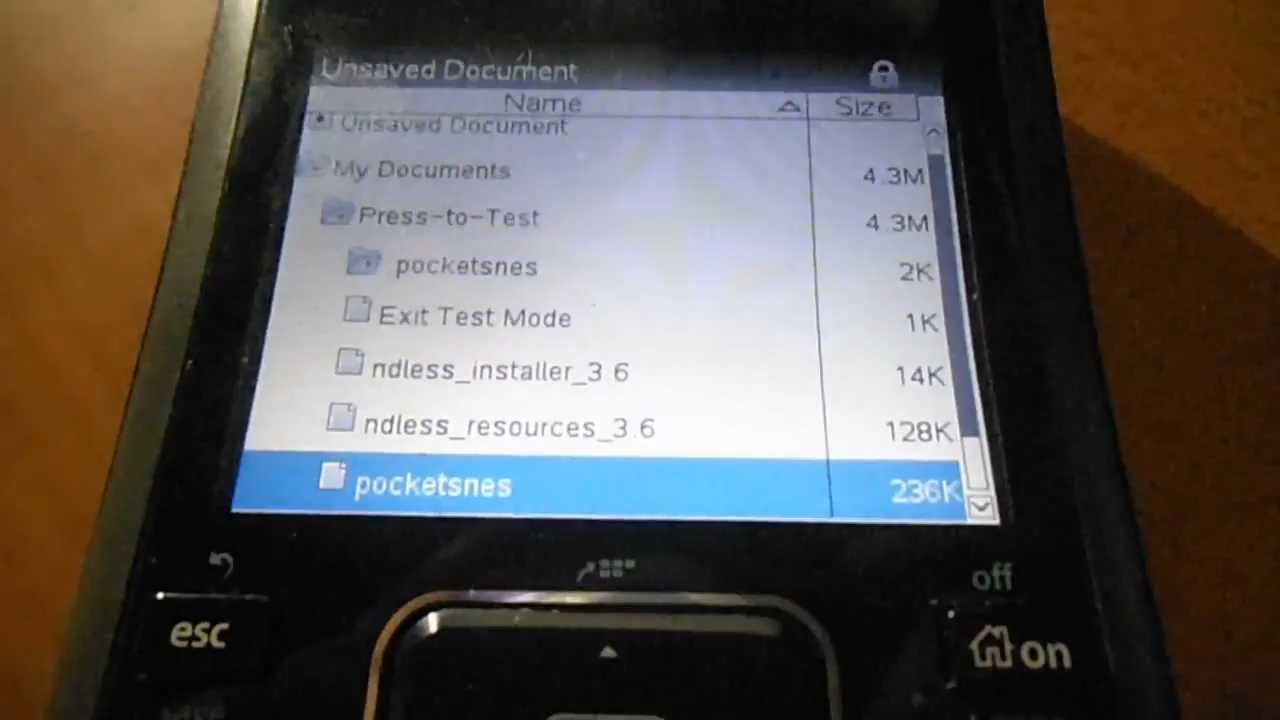 Unsaved Document
Name Size
Unsaved Document
My Documents 4.3M
Press-to-Test 4.3M
pocketsnes 2K
Exit Test Mode 1K
ndless_installer_3.6 14K
ndless_resources_3.6 128K
pocketsnes 236K
off
esc
on